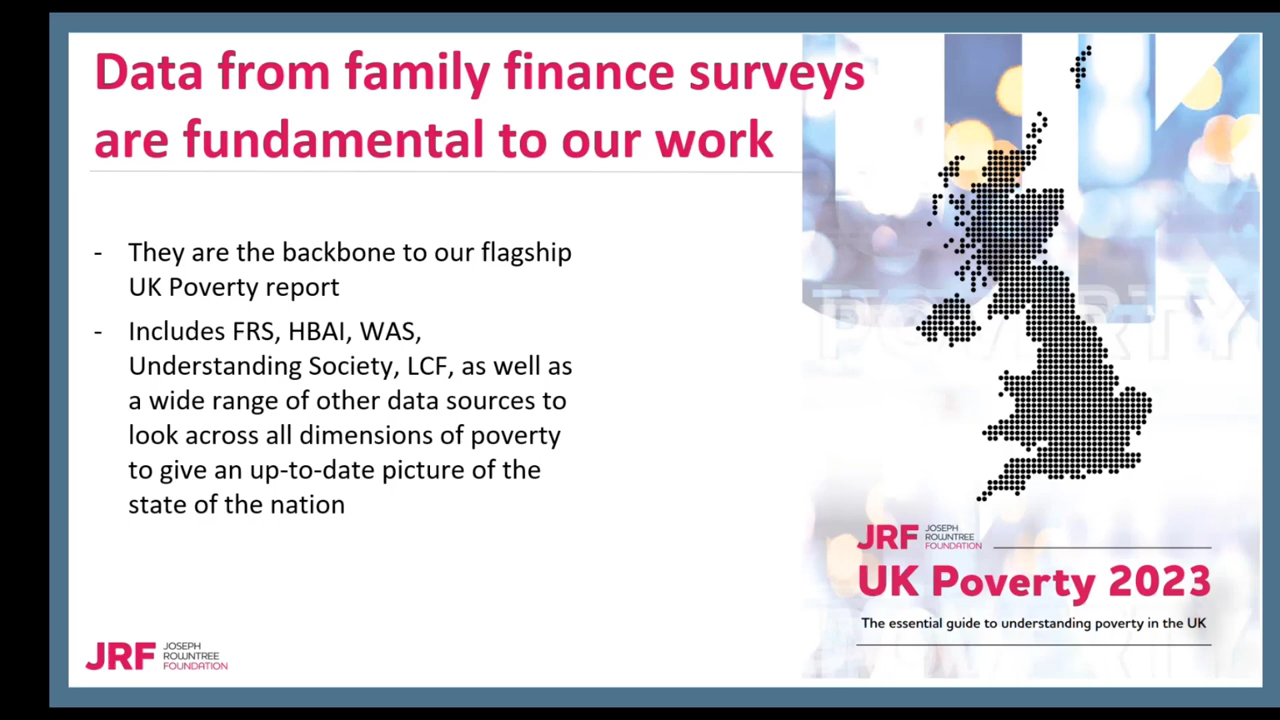 Data from family finance surveys
are fundamental to our work
- They are the backbone to our flagship
UK Poverty report
- Includes FRS, HBAI, WAS,
Understanding Society, LCF, as well as
a wide range of other data sources to
look across all dimensions of poverty
to give an up-to-date picture of the
state of the nation
JRF JOSEPH
ROWNTREE
FOUNDATION
POVERTY
JRF JOSEPH
ROWNTREE
FOUNDATION
UK Poverty 2023
The essential guide to understanding poverty in the UK